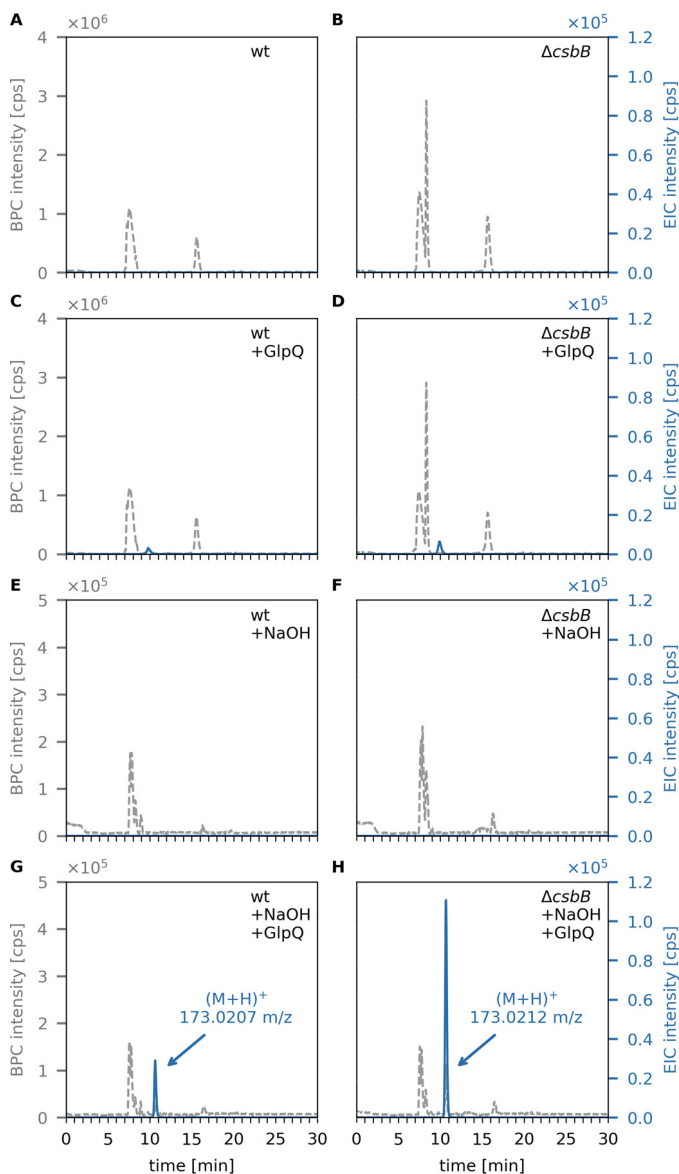 A
×10⁶
wt
4
3
2
1
0
BPC intensity [cps]
B
×10⁵
ΔcsbB
1.2
1.0
0.8
0.6
0.4
0.2
0.0
EIC intensity [cps]
C
×10⁶
wt
+GlpQ
4
3
2
1
0
BPC intensity [cps]
D
×10⁵
ΔcsbB
+GlpQ
1.2
1.0
0.8
0.6
0.4
0.2
0.0
EIC intensity [cps]
E
×10⁵
wt
+NaOH
5
4
3
2
1
0
BPC intensity [cps]
F
×10⁵
ΔcsbB
+NaOH
1.2
1.0
0.8
0.6
0.4
0.2
0.0
EIC intensity [cps]
G
×10⁵
wt
+NaOH
+GlpQ
(M+H)⁺
173.0207 m/z
5
4
3
2
1
0
BPC intensity [cps]
0 5 10 15 20 25 30
time [min]
H
×10⁵
ΔcsbB
+NaOH
+GlpQ
(M+H)⁺
173.0212 m/z
1.2
1.0
0.8
0.6
0.4
0.2
0.0
EIC intensity [cps]
0 5 10 15 20 25 30
time [min]